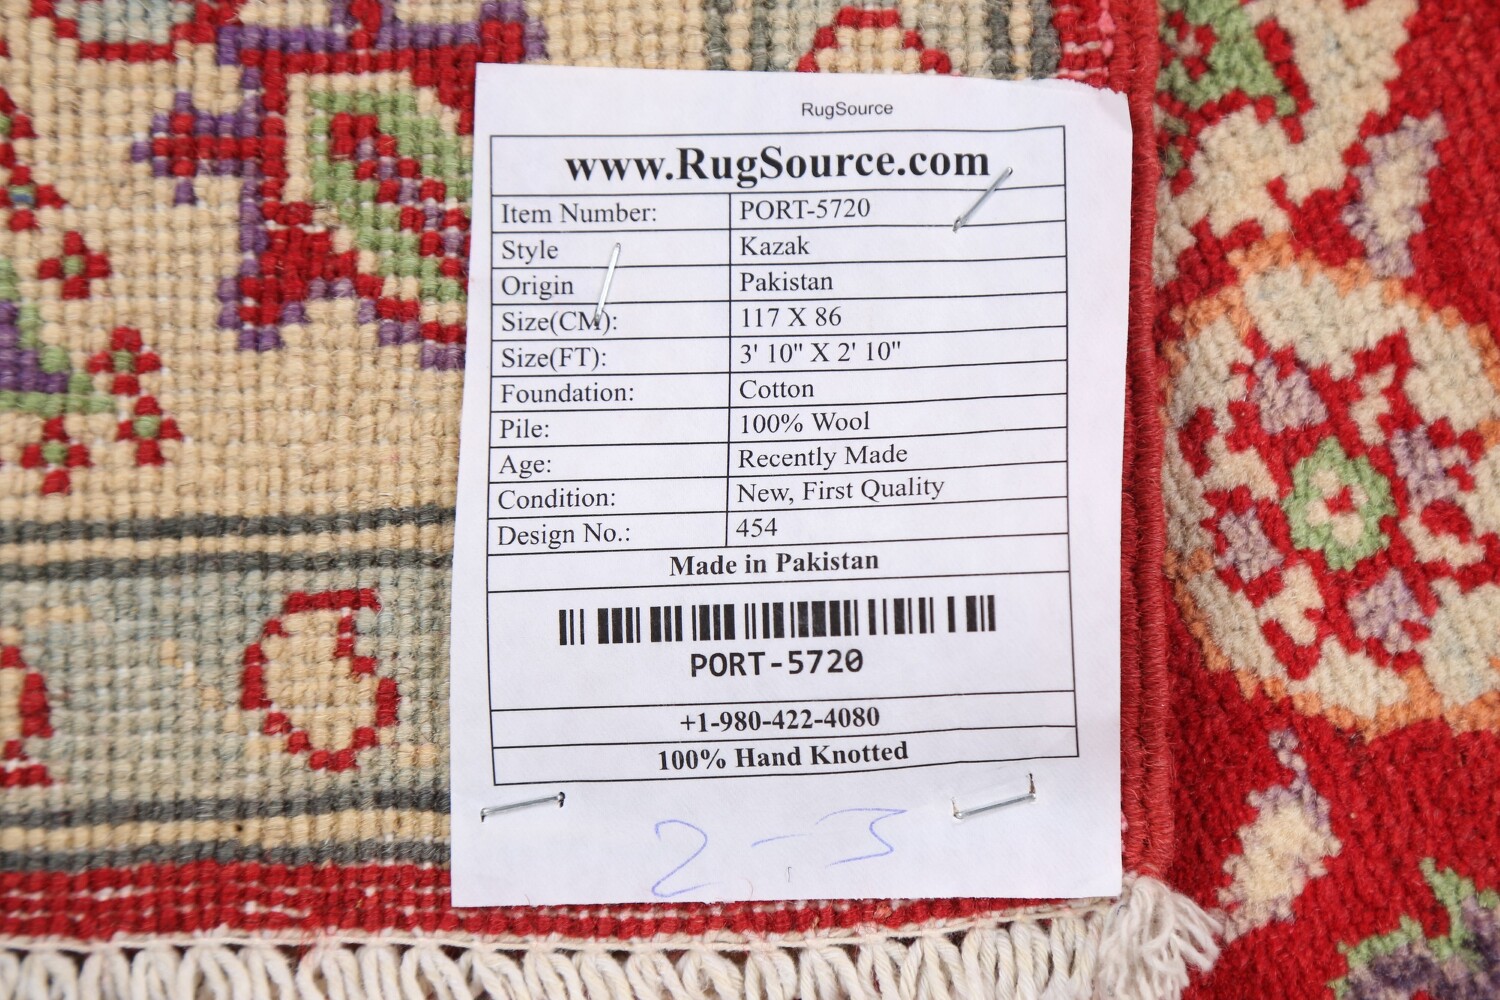 RugSource
www.RugSource.com
Item Number: PORT-5720
Style Kazak
Origin Pakistan
Size(CM): 117 X 86
Size(FT): 3' 10" X 2' 10"
Foundation: Cotton
Pile: 100% Wool
Age: Recently Made
Condition: New, First Quality
Design No.: 454
Made in Pakistan
PORT-5720
+1-980-422-4080
100% Hand Knotted
2-3